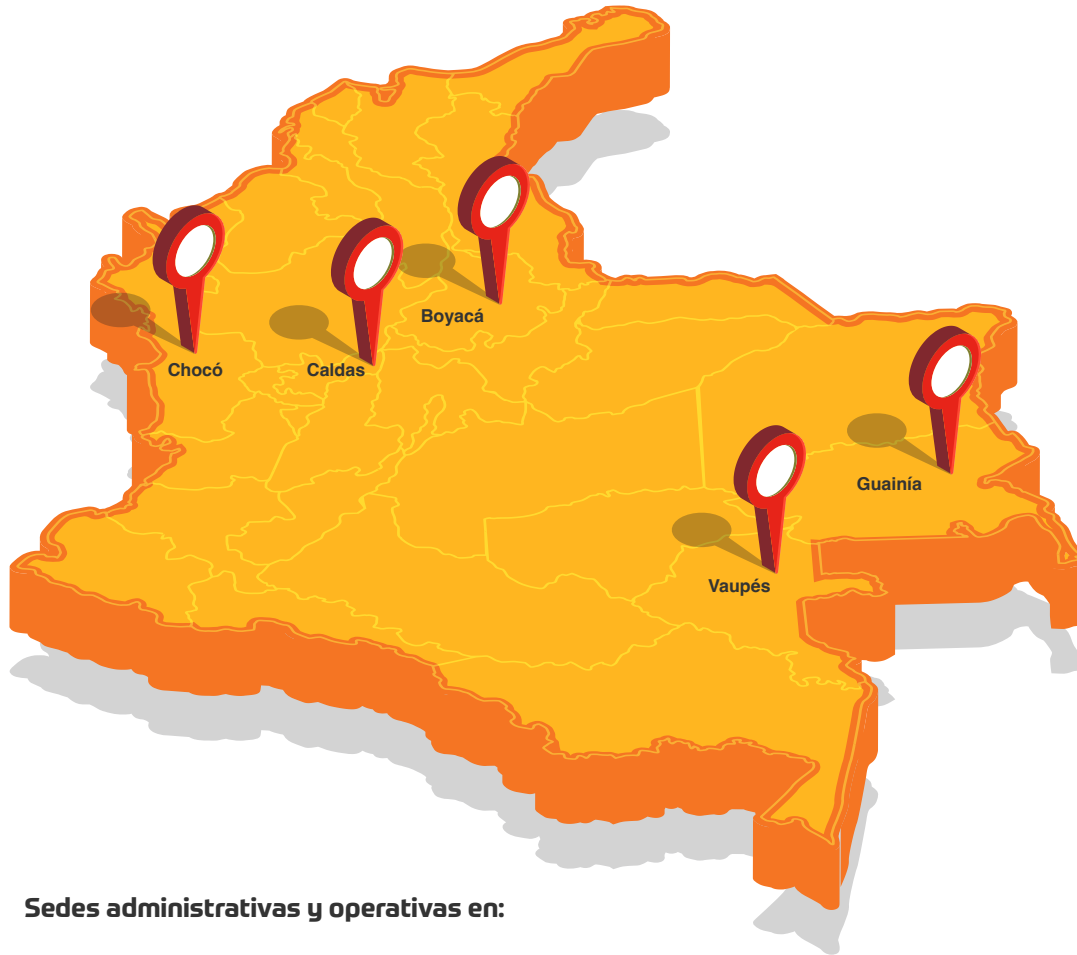 Boyacá
Chocó
Caldas
Guainía
Vaupés
Sedes administrativas y operativas en: